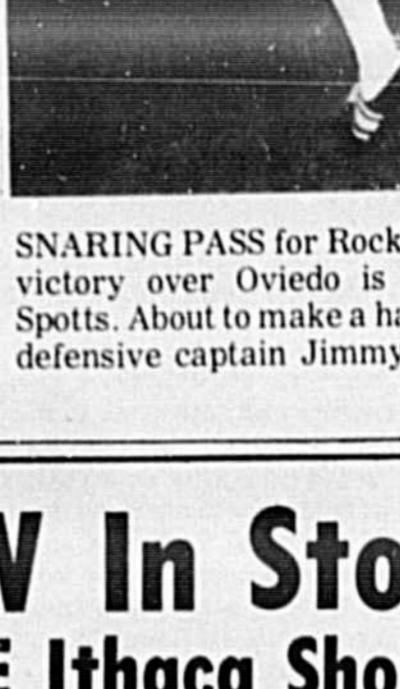 SNARING PASS for Rock
victory over Oviedo is
Spotts. About to make a ha
defensive captain Jimmy
In Sto
Ithaca Sho